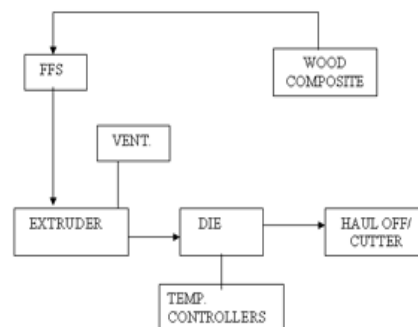 FFS
WOOD
COMPOSITE
VENT.
EXTRUDER
DIE
HAUL OFF/
CUTTER
TEMP.
CONTROLLERS